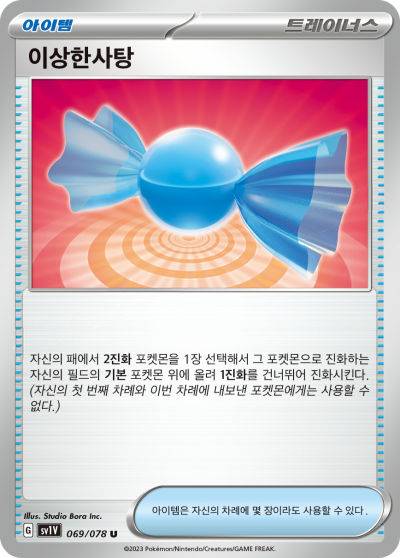 아이템
트레이너스
이상한사탕
자신의 패에서 2진화 포켓몬을 1장 선택해서 그 포켓몬으로 진화하는
자신의 필드의 기본 포켓몬 위에 올려 1진화를 건너뛰어 진화시킨다.
(자신의 첫 번째 차례와 이번 차례에 내보낸 포켓몬에게는 사용할 수
없다.)
Illus. Studio Bora Inc.
G SV1V 069/078 U
아이템은 자신의 차례에 몇 장이라도 사용할 수 있다.
©2023 Pokémon/Nintendo/Creatures/GAME FREAK.